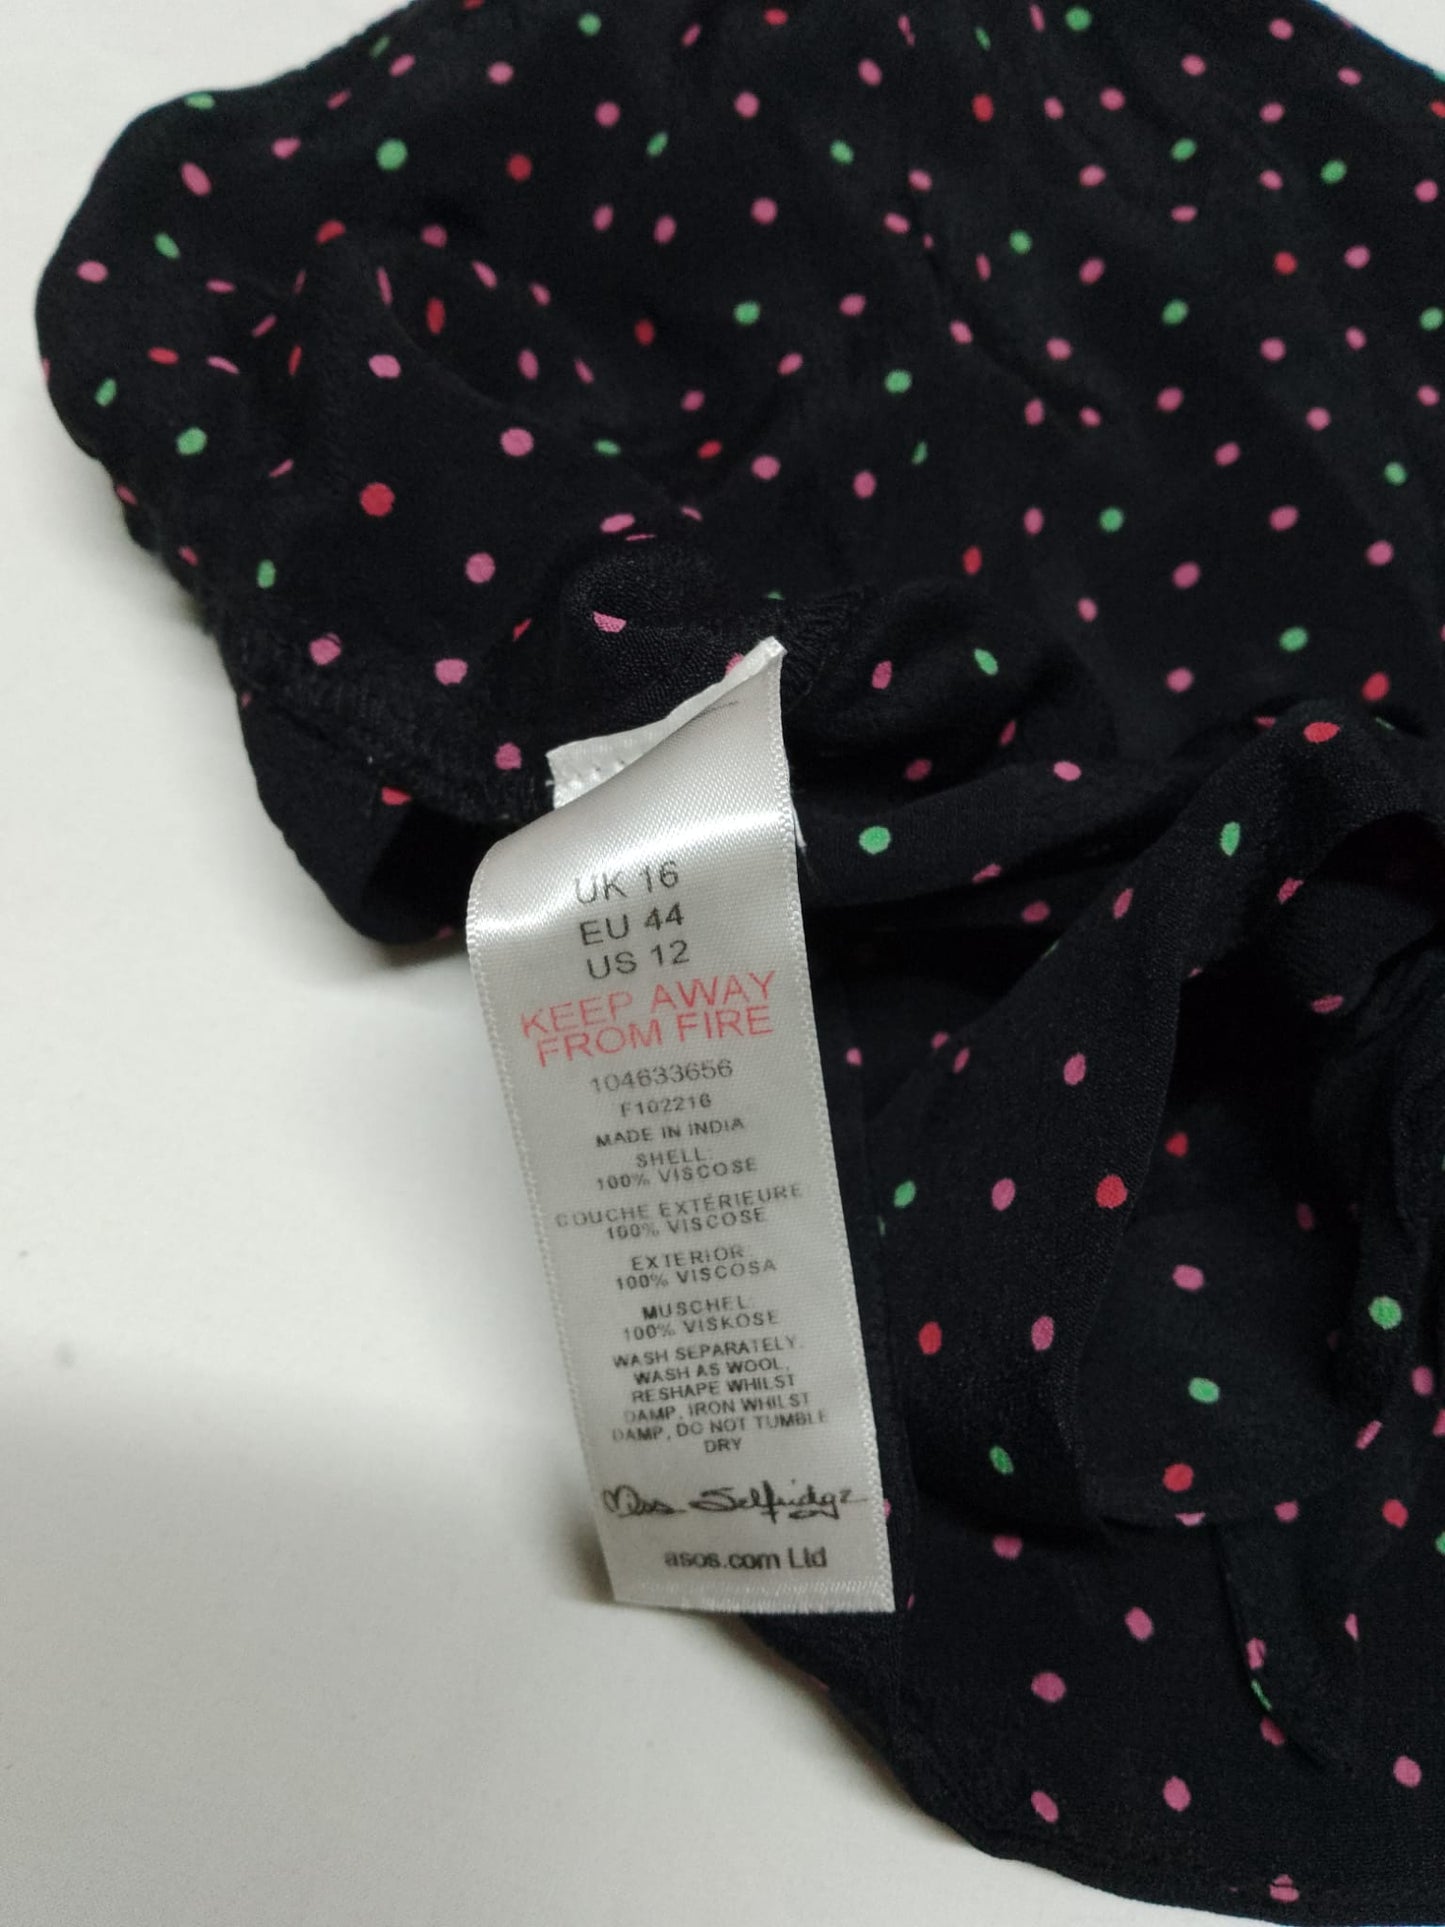 UK 16
EU 44
US 12
KEEP AWAY
FROM FIRE
104633656
F102216
MADE IN INDIA
SHELL:
100% VISCOSE
COUCHE EXTÉRIEURE
100% VISCOSE
EXTERIOR
100% VISCOSA
MUSCHEL
100% VISKOSE
WASH SEPARATELY.
WASH AS WOOL,
RESHAPE WHILST
DAMP, IRON WHILST
DAMP, DO NOT TUMBLE
DRY
Miss Selfridge
asos.com Ltd